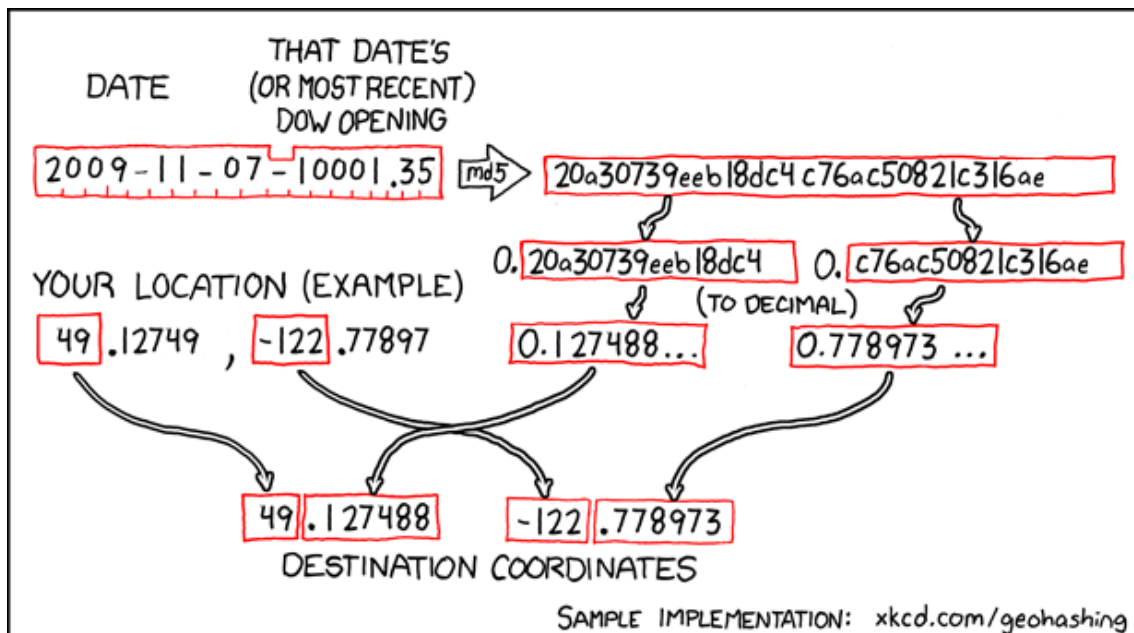 DATE
THAT DATE'S
(OR MOST RECENT)
DOW OPENING
2009-11-07-10001.35
md5
20a30739eeb18dc4c76ac50821c316ae
0.20a30739eeb18dc4
0.c76ac50821c316ae
YOUR LOCATION (EXAMPLE)
(TO DECIMAL)
49.12749, -122.77897
0.127488...
0.778973...
49.127488
-122.778973
DESTINATION COORDINATES
SAMPLE IMPLEMENTATION: xkcd.com/geohashing